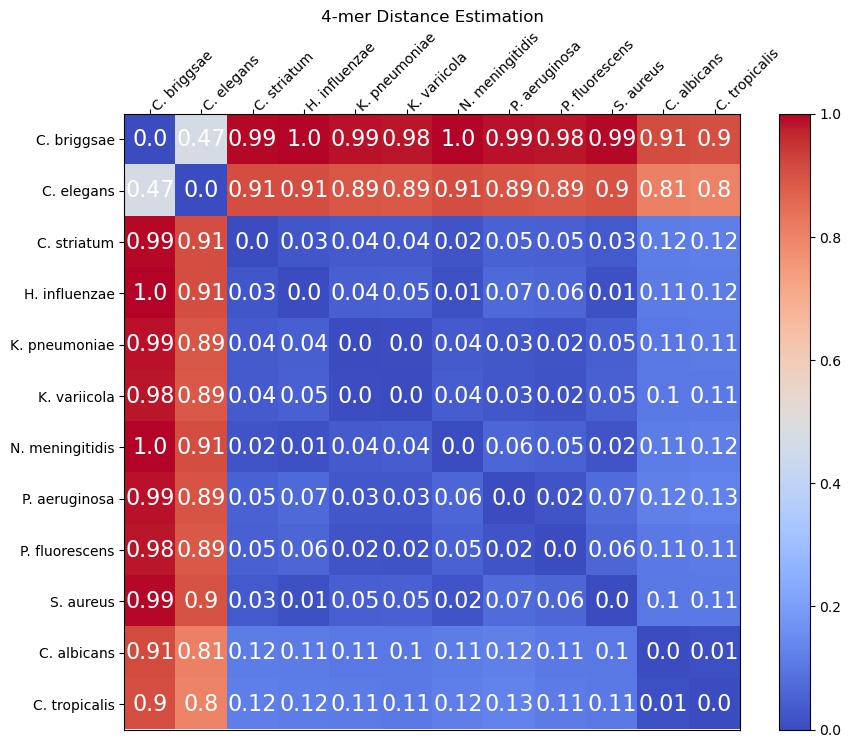 4-mer Distance Estimation
C. briggsae C. elegans C. striatum H. influenzae K. pneumoniae K. variicola N. meningitidis P. aeruginosa P. fluorescens S. aureus C. albicans C. tropicalis
C. briggsae 0.0 0.47 0.99 1.0 0.99 0.98 1.0 0.99 0.98 0.99 0.91 0.9
C. elegans 0.47 0.0 0.91 0.91 0.89 0.89 0.91 0.89 0.89 0.9 0.81 0.8
C. striatum 0.99 0.91 0.0 0.03 0.04 0.04 0.02 0.05 0.05 0.03 0.12 0.12
H. influenzae 1.0 0.91 0.03 0.0 0.04 0.05 0.01 0.07 0.06 0.01 0.11 0.12
K. pneumoniae 0.99 0.89 0.04 0.04 0.0 0.0 0.04 0.03 0.02 0.05 0.11 0.11
K. variicola 0.98 0.89 0.04 0.05 0.0 0.0 0.04 0.03 0.02 0.05 0.1 0.11
N. meningitidis 1.0 0.91 0.02 0.01 0.04 0.04 0.0 0.06 0.05 0.02 0.11 0.12
P. aeruginosa 0.99 0.89 0.05 0.07 0.03 0.03 0.06 0.0 0.02 0.07 0.12 0.13
P. fluorescens 0.98 0.89 0.05 0.06 0.02 0.02 0.05 0.02 0.0 0.06 0.11 0.11
S. aureus 0.99 0.9 0.03 0.01 0.05 0.05 0.02 0.07 0.06 0.0 0.1 0.11
C. albicans 0.91 0.81 0.12 0.11 0.11 0.1 0.11 0.12 0.11 0.1 0.0 0.01
C. tropicalis 0.9 0.8 0.12 0.12 0.11 0.11 0.12 0.13 0.11 0.11 0.01 0.0
1.0
0.8
0.6
0.4
0.2
0.0